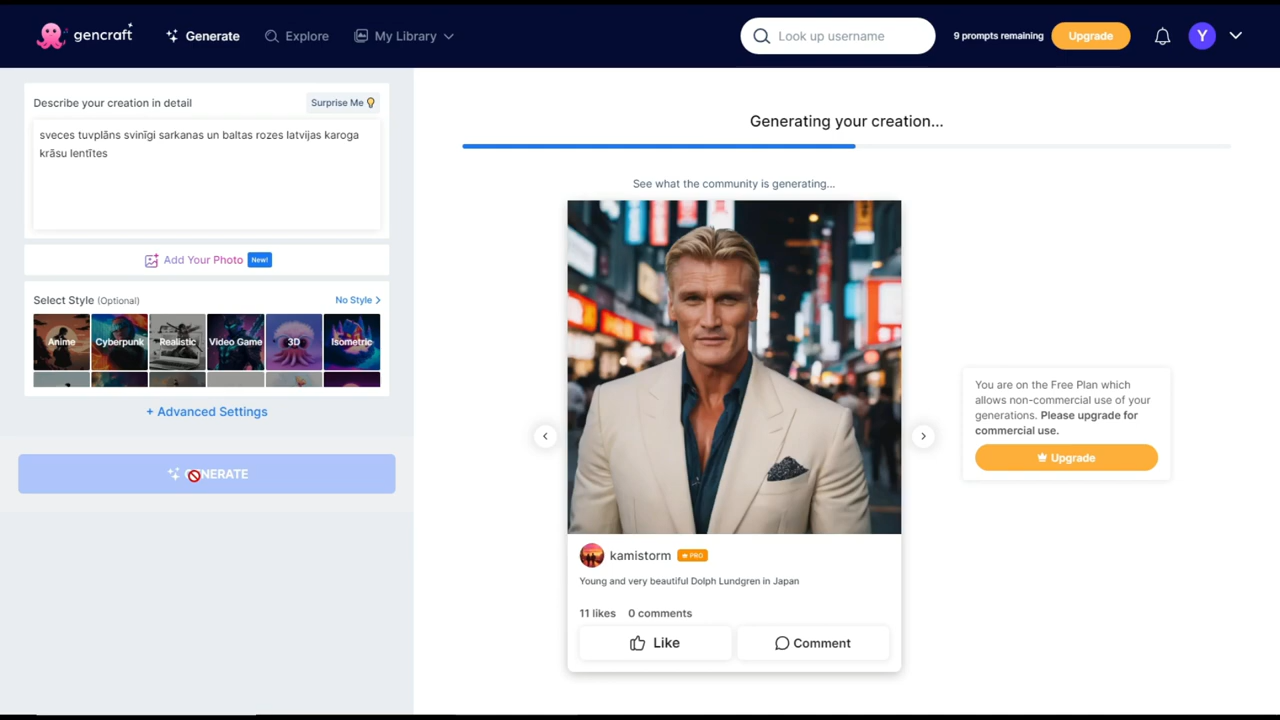 gencraft
Generate
Explore
My Library
Look up username
9 prompts remaining
Upgrade
Y
Describe your creation in detail
Surprise Me
sveces tuvplāns svinīgi sarkanas un baltas rozes latvijas karoga
krāsu lentītes
Add Your Photo
New!
Select Style (Optional)
No Style
Anime
Cyberpunk
Realistic
Video Game
3D
Isometric
+ Advanced Settings
Generating your creation...
See what the community is generating...
kamistorm
PRO
Young and very beautiful Dolph Lundgren in Japan
11 likes 0 comments
Like
Comment
You are on the Free Plan which
allows non-commercial use of your
generations. Please upgrade for
commercial use.
Upgrade